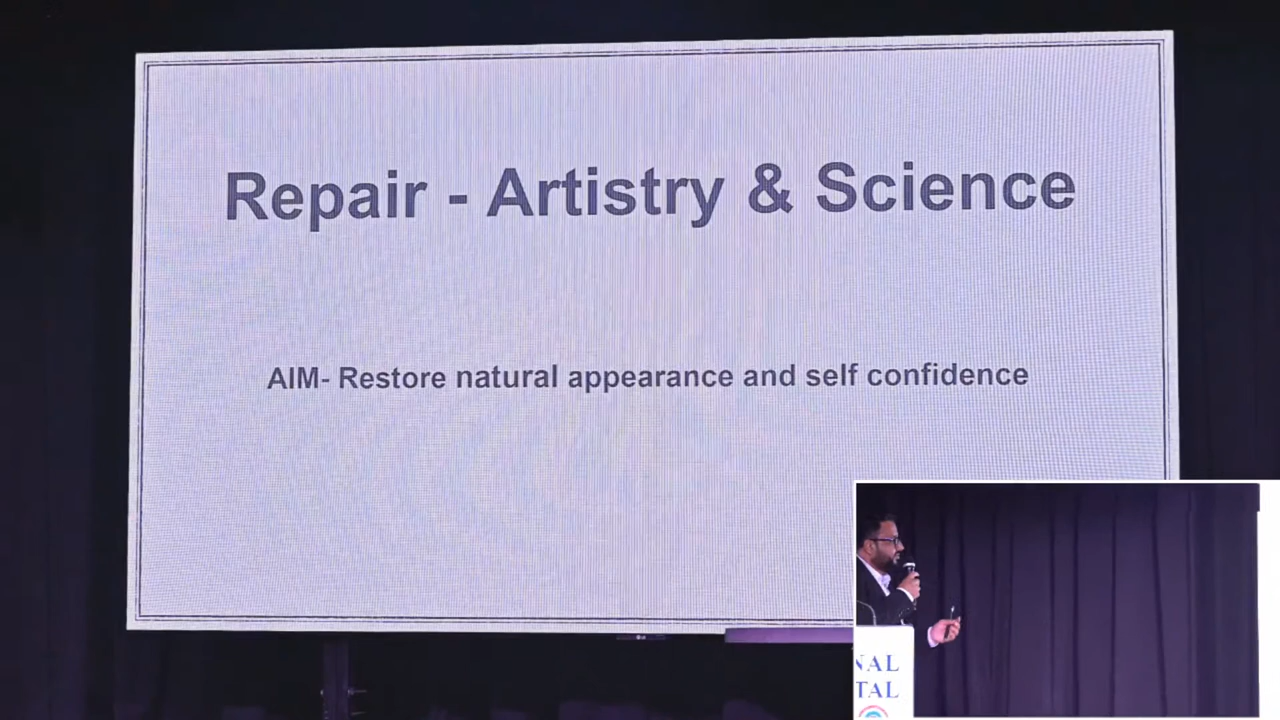 Repair - Artistry & Science
AIM- Restore natural appearance and self confidence
NAL
TAL